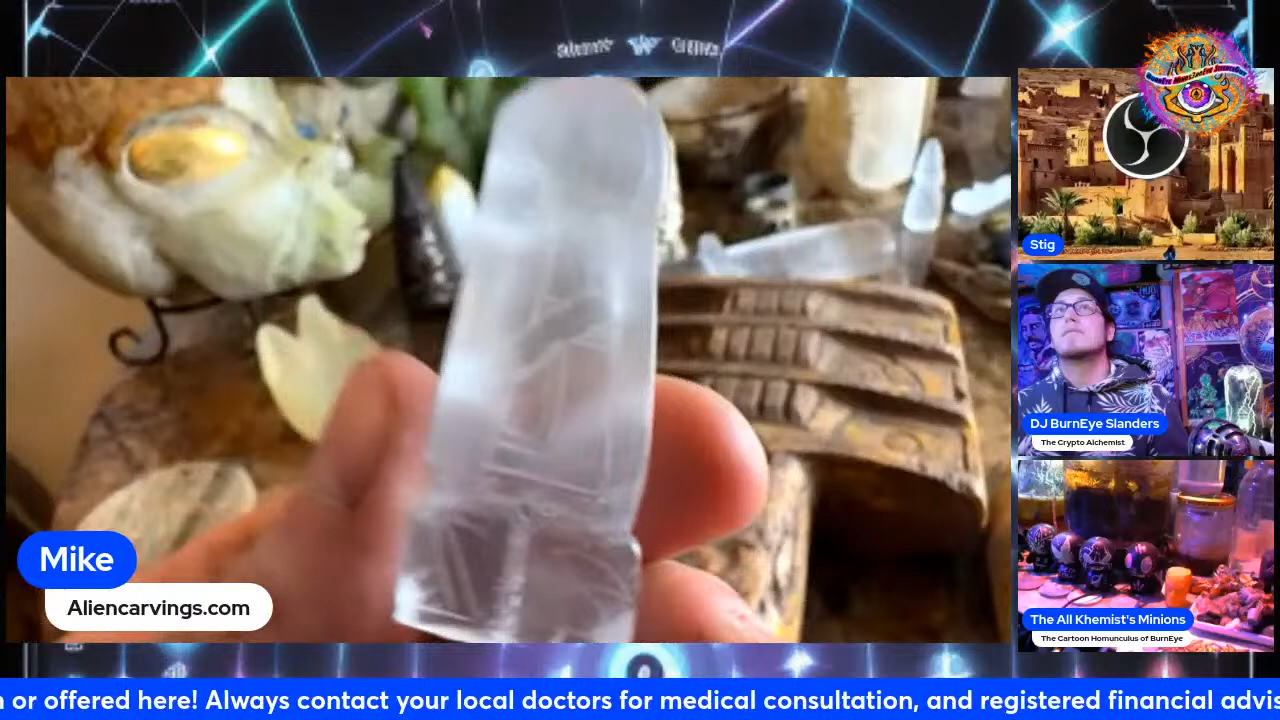 Stig
DJ BurnEye Slanders
The Crypto Alchemist
Mike
Aliencarvings.com
The All Khemist's Minions
The Cartoon Homunculus of BurnEye
or offered here! Always contact your local doctors for medical consultation, and registered financial